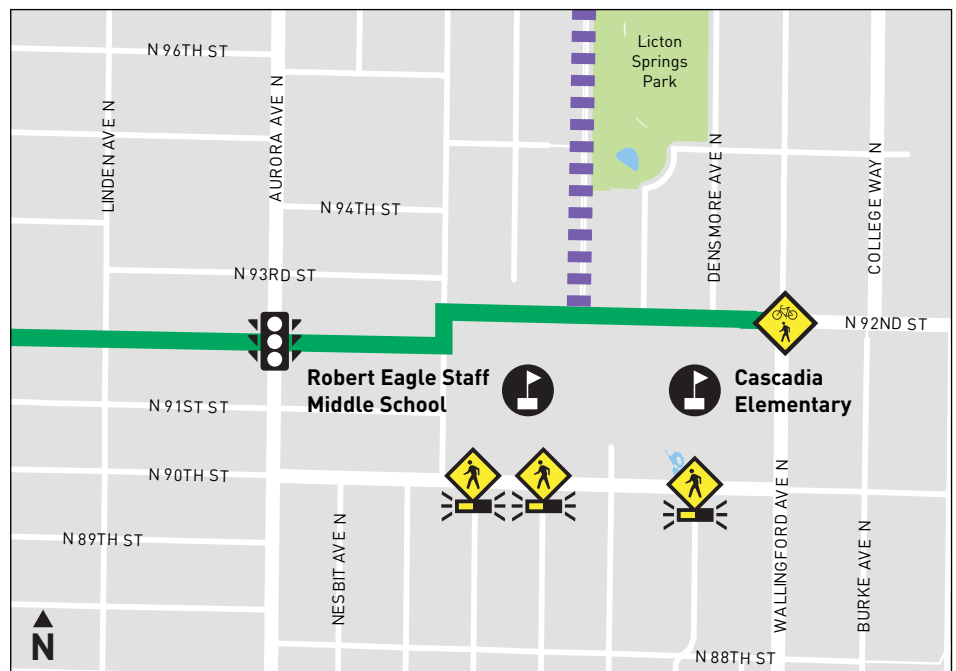 N 96TH ST
Licton
Springs
Park
LINDEN AVE N
AURORA AVE N
DENSMORE AVE N
COLLEGE WAY N
N 94TH ST
N 93RD ST
N 92ND ST
Robert Eagle Staff
Middle School
Cascadia
Elementary
N 91ST ST
N 90TH ST
NESBIT AVE N
WALLINGFORD AVE N
BURKE AVE N
N 89TH ST
N 88TH ST
N